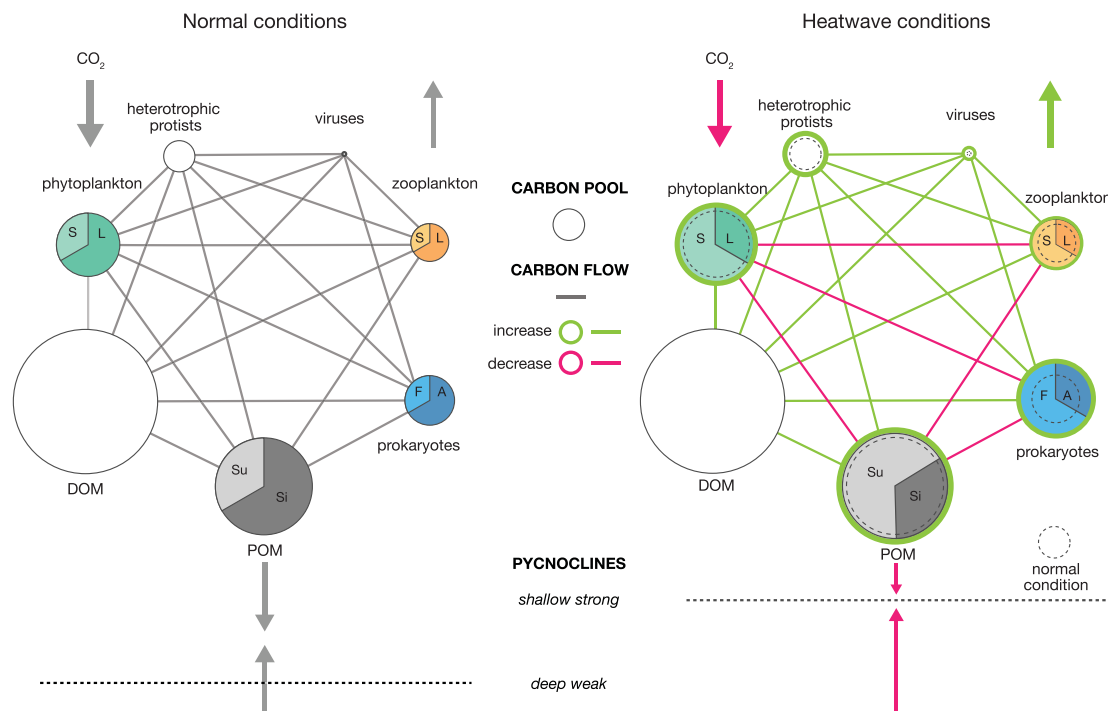 Normal conditions
CO2
heterotrophic
protists
viruses
phytoplankton
zooplankton
S
L
S
L
F
A
prokaryotes
DOM
Su
Si
POM
CARBON POOL
CARBON FLOW
increase
decrease
PYCNOCLINES
shallow strong
deep weak
Heatwave conditions
CO2
heterotrophic
protists
viruses
phytoplankton
zooplankton
S
L
S
L
F
A
prokaryotes
DOM
Su
Si
POM
normal
condition